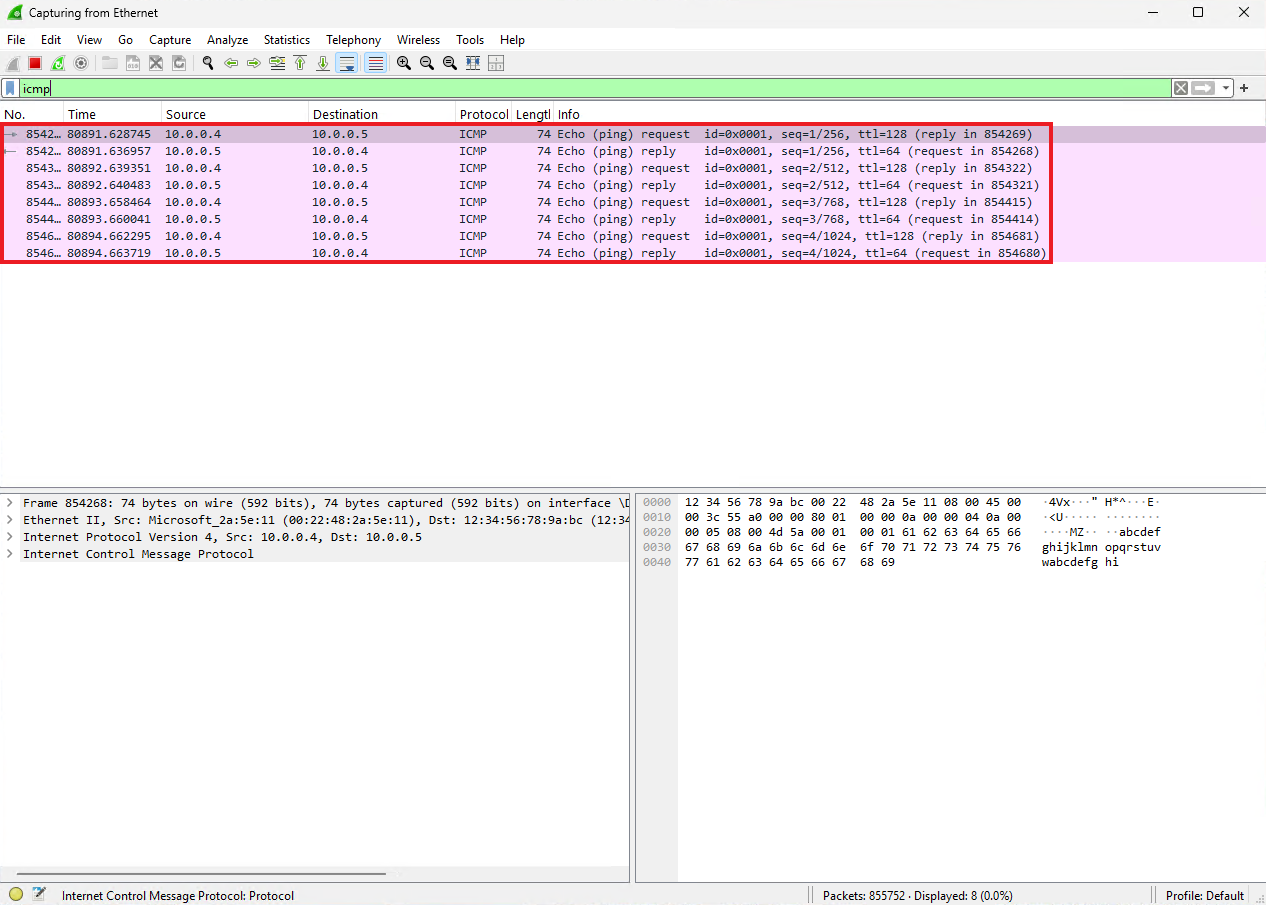 Capturing from Ethernet
File Edit View Go Capture Analyze Statistics Telephony Wireless Tools Help
icmp
No. Time Source Destination Protocol Lengtl Info
8542… 80891.628745 10.0.0.4 10.0.0.5 ICMP 74 Echo (ping) request id=0x0001, seq=1/256, ttl=128 (reply in 854269)
8542… 80891.636957 10.0.0.5 10.0.0.4 ICMP 74 Echo (ping) reply id=0x0001, seq=1/256, ttl=64 (request in 854268)
8543… 80892.639351 10.0.0.4 10.0.0.5 ICMP 74 Echo (ping) request id=0x0001, seq=2/512, ttl=128 (reply in 854322)
8543… 80892.640483 10.0.0.5 10.0.0.4 ICMP 74 Echo (ping) reply id=0x0001, seq=2/512, ttl=64 (request in 854321)
8544… 80893.658464 10.0.0.4 10.0.0.5 ICMP 74 Echo (ping) request id=0x0001, seq=3/768, ttl=128 (reply in 854415)
8544… 80893.660041 10.0.0.5 10.0.0.4 ICMP 74 Echo (ping) reply id=0x0001, seq=3/768, ttl=64 (request in 854414)
8546… 80894.662295 10.0.0.4 10.0.0.5 ICMP 74 Echo (ping) request id=0x0001, seq=4/1024, ttl=128 (reply in 854681)
8546… 80894.663719 10.0.0.5 10.0.0.4 ICMP 74 Echo (ping) reply id=0x0001, seq=4/1024, ttl=64 (request in 854680)
Frame 854268: 74 bytes on wire (592 bits), 74 bytes captured (592 bits) on interface \D
Ethernet II, Src: Microsoft_2a:5e:11 (00:22:48:2a:5e:11), Dst: 12:34:56:78:9a:bc (12:34
Internet Protocol Version 4, Src: 10.0.0.4, Dst: 10.0.0.5
Internet Control Message Protocol
0000 12 34 56 78 9a bc 00 22 48 2a 5e 11 08 00 45 00 ·4Vx···" H*^···E·
0010 00 3c 55 a0 00 00 80 01 00 00 0a 00 00 04 0a 00 ·<U····· ········
0020 00 05 08 00 4d 5a 00 01 00 01 61 62 63 64 65 66 ····MZ·· ··abcdef
0030 67 68 69 6a 6b 6c 6d 6e 6f 70 71 72 73 74 75 76 ghijklmn opqrstuv
0040 77 61 62 63 64 65 66 67 68 69 wabcdefg hi
Internet Control Message Protocol: Protocol
Packets: 855752 · Displayed: 8 (0.0%)
Profile: Default